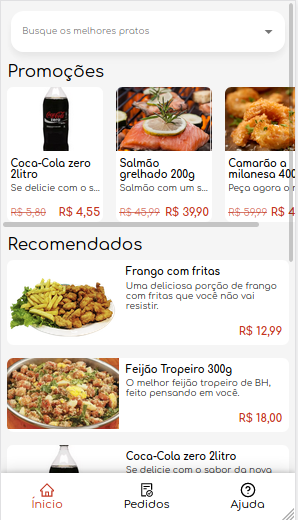 Busque os melhores pratos
Promoções
Coca-Cola zero
2litro
Se delicie com o s...
R$ 5,80 R$ 4,55
Salmão
grelhado 200g
Salmão com um s...
R$ 45,99 R$ 39,90
Camarão a
milanesa 400
Peça agora o
R$ 59,99 R$ 4
Recomendados
Frango com fritas
Uma deliciosa porção de frango
com fritas que você não vai
resistir.
R$ 12,99
Feijão Tropeiro 300g
O melhor feijão tropeiro de BH,
feito pensando em você.
R$ 18,00
Coca-Cola zero 2litro
Se delicie com o sabor da nova
Ínicio
Pedidos
Ajuda